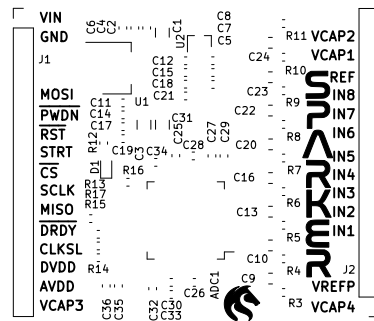 VIN
GND
J1
MOSI
PWDN
RST
STRT
CS
SCLK
MISO
DRDY
CLKSL
DVDD
AVDD
VCAP3
C6
C4
C2
C1
U2
C8
C7
C5
C12
C15
C18
C21
C11
C14
C17
U1
R12
C19
C3
C34
C31
C25
C28
C27
C29
D1
R13
R17
R15
R16
R14
C36
C35
C32
C30
C33
C26
ADC1
C9
C24
C23
C22
C20
C16
C13
C10
R11
R10
R9
R8
R7
R6
R5
R4
R3
SPARKER
VCAP2
VCAP1
SREF
IN8
IN7
IN6
IN5
IN4
IN3
IN2
IN1
J2
VREFP
VCAP4